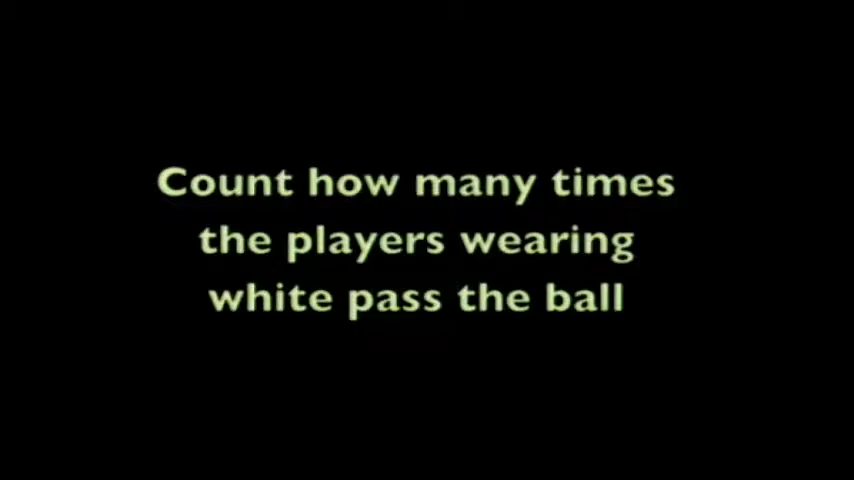 Count how many times
the players wearing
white pass the ball